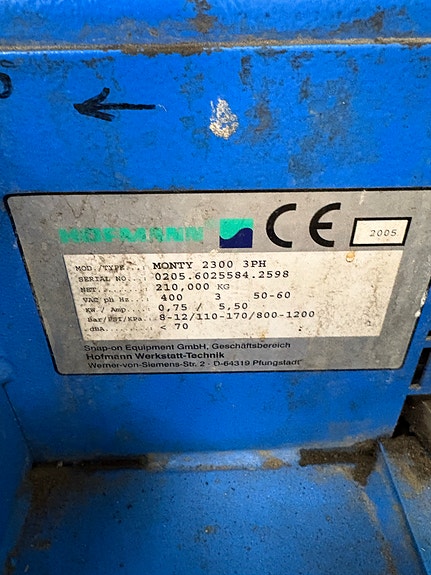 HOFMANN CE 2005
MOD./TYPE..: MONTY 2300 3PH
SERIAL NO..: 0205.6025584.2598
NET........: 210,000 KG
VAC ph Hz..: 400 3 50-60
KW./ Amp...: 0,75 / 5,50
Bar/PSI/KPa: 8-12/110-170/800-1200
dBA........: < 70
Snap-on Equipment GmbH, Geschäftsbereich
Hofmann Werkstatt-Technik
Werner-von-Siemens-Str. 2 · D-64319 Pfungstadt